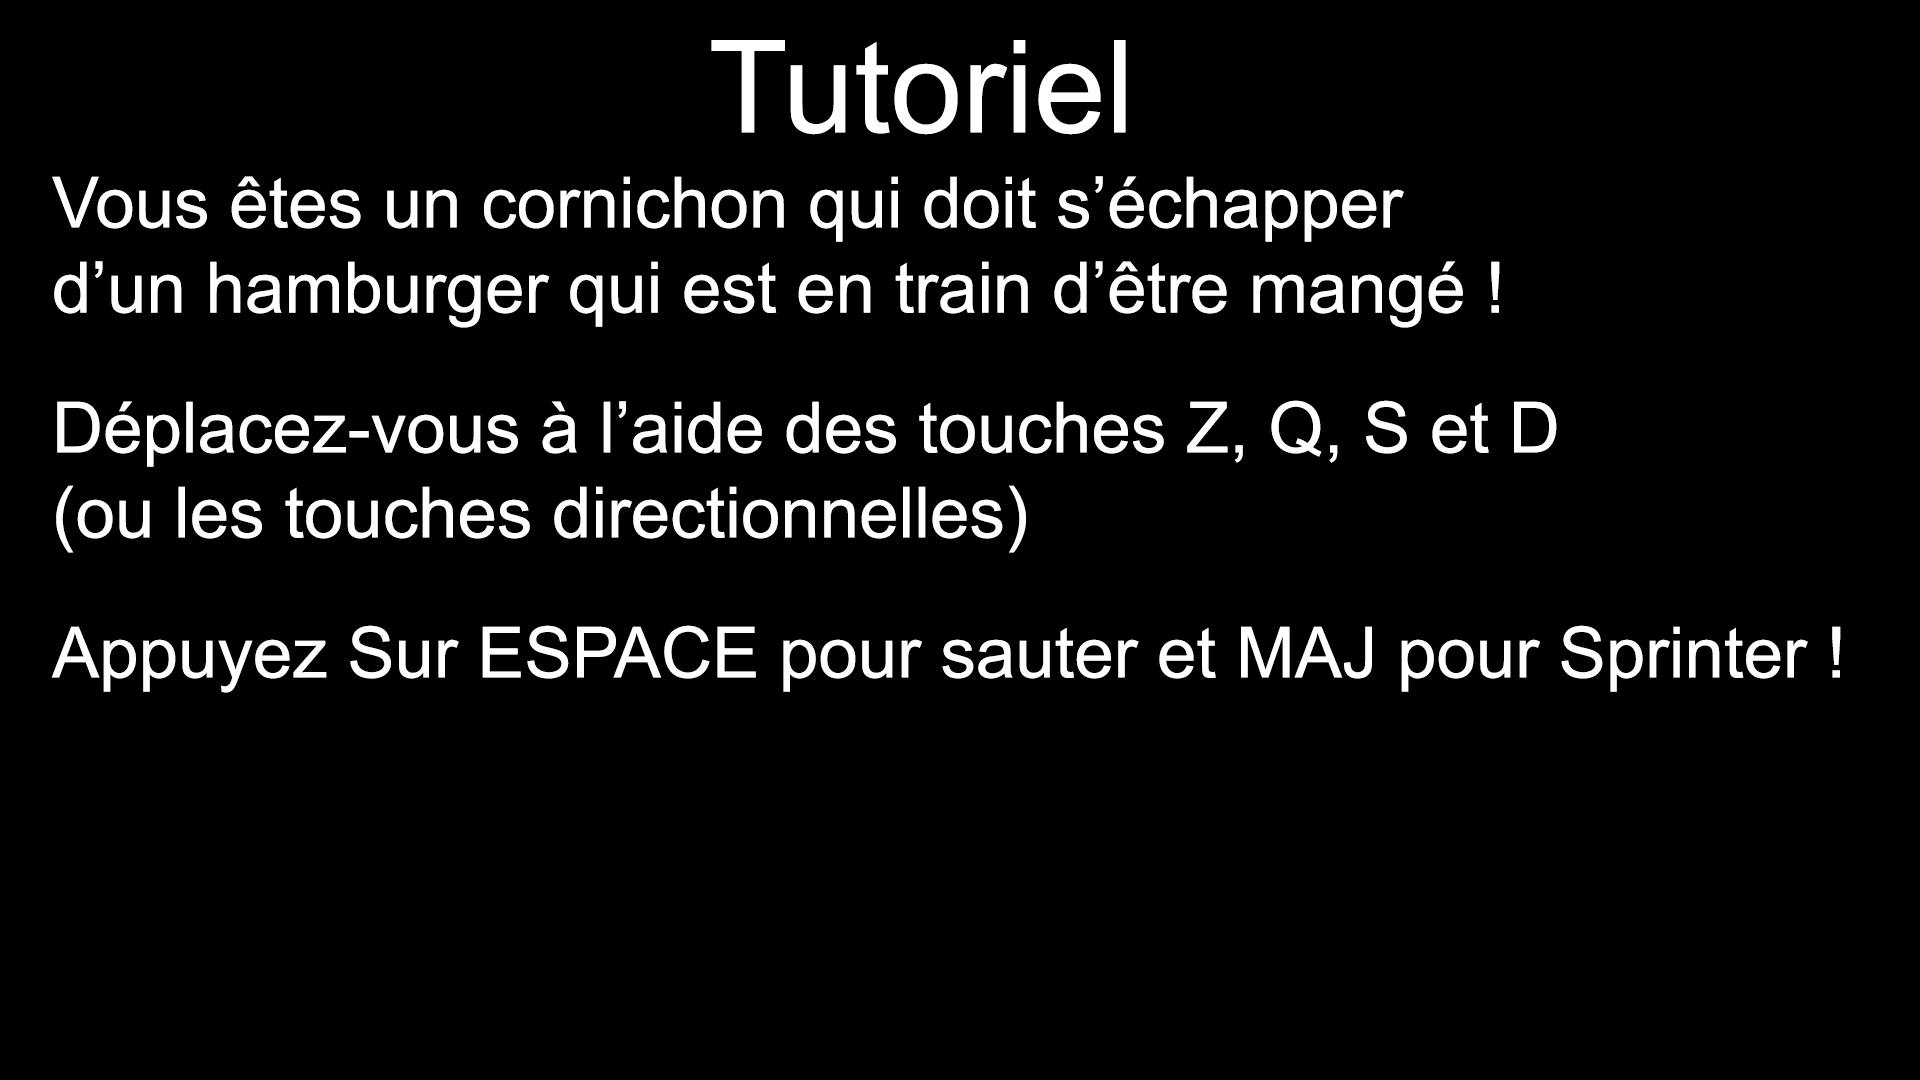 Tutoriel
Vous êtes un cornichon qui doit s’échapper
d’un hamburger qui est en train d’être mangé !
Déplacez-vous à l’aide des touches Z, Q, S et D
(ou les touches directionnelles)
Appuyez Sur ESPACE pour sauter et MAJ pour Sprinter !